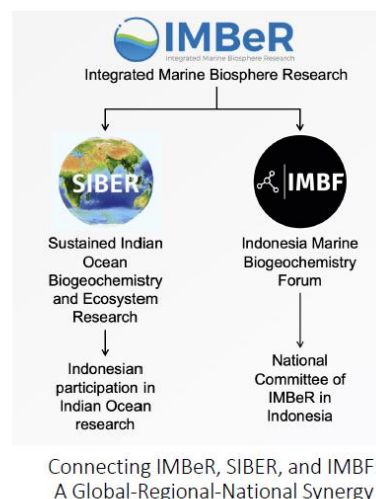 IMBeR
Integrated Marine Biosphere Research
Integrated Marine Biosphere Research
SIBER
Sustained Indian
Ocean
Biogeochemistry
and Ecosystem
Research
Indonesian
participation in
Indian Ocean
research
IMBF
Indonesia Marine
Biogeochemistry
Forum
National
Committee of
IMBeR in
Indonesia
Connecting IMBeR, SIBER, and IMBF
A Global-Regional-National Synergy